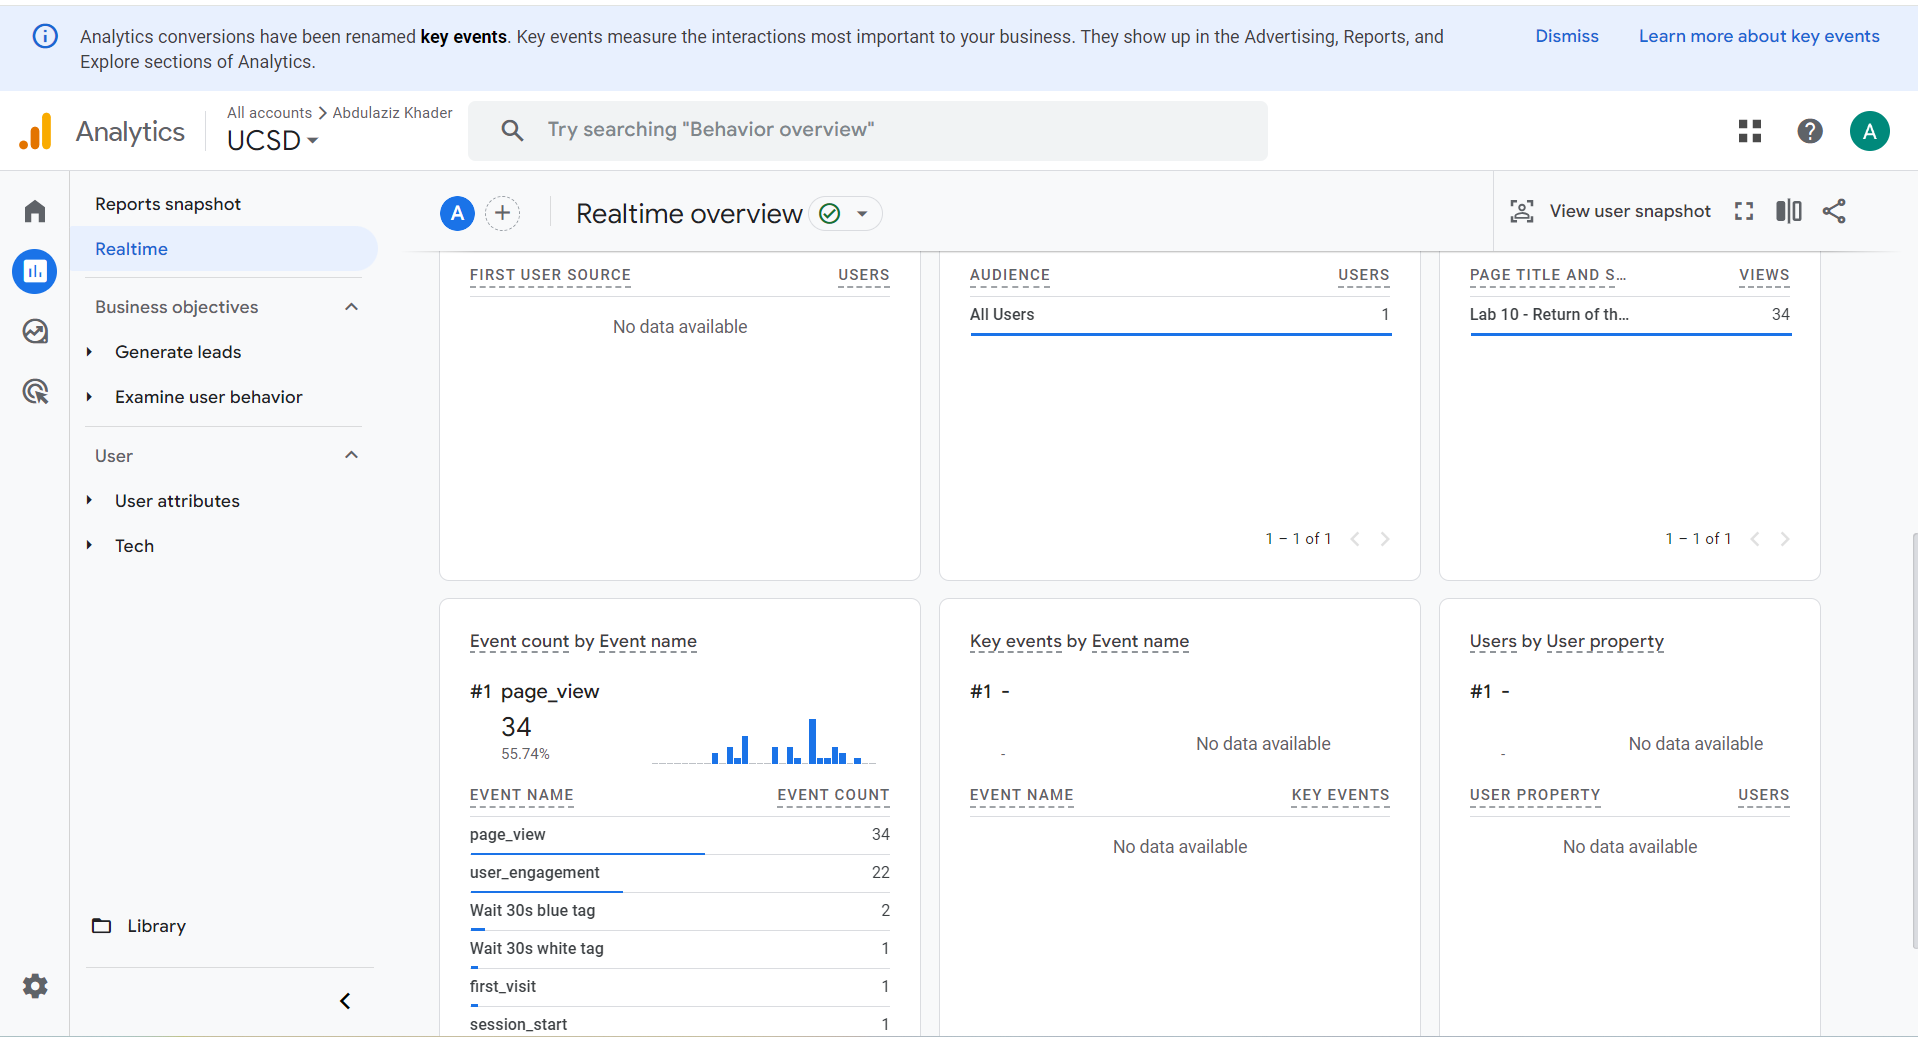 Analytics conversions have been renamed key events. Key events measure the interactions most important to your business. They show up in the Advertising, Reports, and
Explore sections of Analytics.
Dismiss
Learn more about key events
Analytics
All accounts > Abdulaziz Khader
UCSD
Try searching "Behavior overview"
A
Reports snapshot
Realtime
Business objectives
Generate leads
Examine user behavior
User
User attributes
Tech
Library
A
Realtime overview
View user snapshot
FIRST USER SOURCE USERS
No data available
AUDIENCE USERS
All Users 1
1 – 1 of 1
PAGE TITLE AND S… VIEWS
Lab 10 - Return of th… 34
1 – 1 of 1
Event count by Event name
#1 page_view
34
55.74%
EVENT NAME EVENT COUNT
page_view 34
user_engagement 22
Wait 30s blue tag 2
Wait 30s white tag 1
first_visit 1
session_start 1
Key events by Event name
#1 -
-
No data available
EVENT NAME KEY EVENTS
No data available
Users by User property
#1 -
-
No data available
USER PROPERTY USERS
No data available